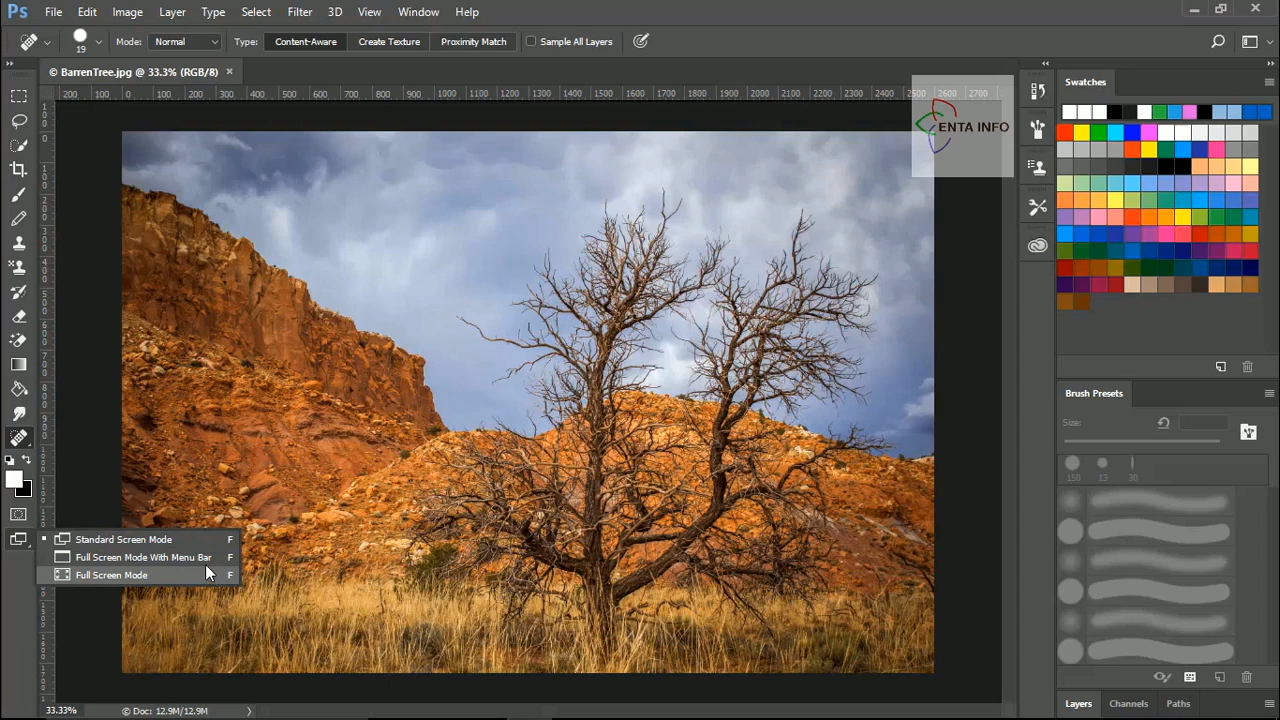 Ps File Edit Image Layer Type Select Filter 3D View Window Help
19 Mode: Normal Type: Content-Aware Create Texture Proximity Match Sample All Layers
© BarrenTree.jpg @ 33.3% (RGB/8) ×
200 100 0 100 200 300 400 500 600 700 800 900 1000 1100 1200 1300 1400 1500 1600 1700 1800 1900 2000 2100 2200 2300 2400 2500 2600 2700
ENTA INFO
Swatches
Brush Presets
Size:
150 13 30
Standard Screen Mode F
Full Screen Mode With Menu Bar F
Full Screen Mode F
33.33% Doc: 12.9M/12.9M
Layers Channels Paths